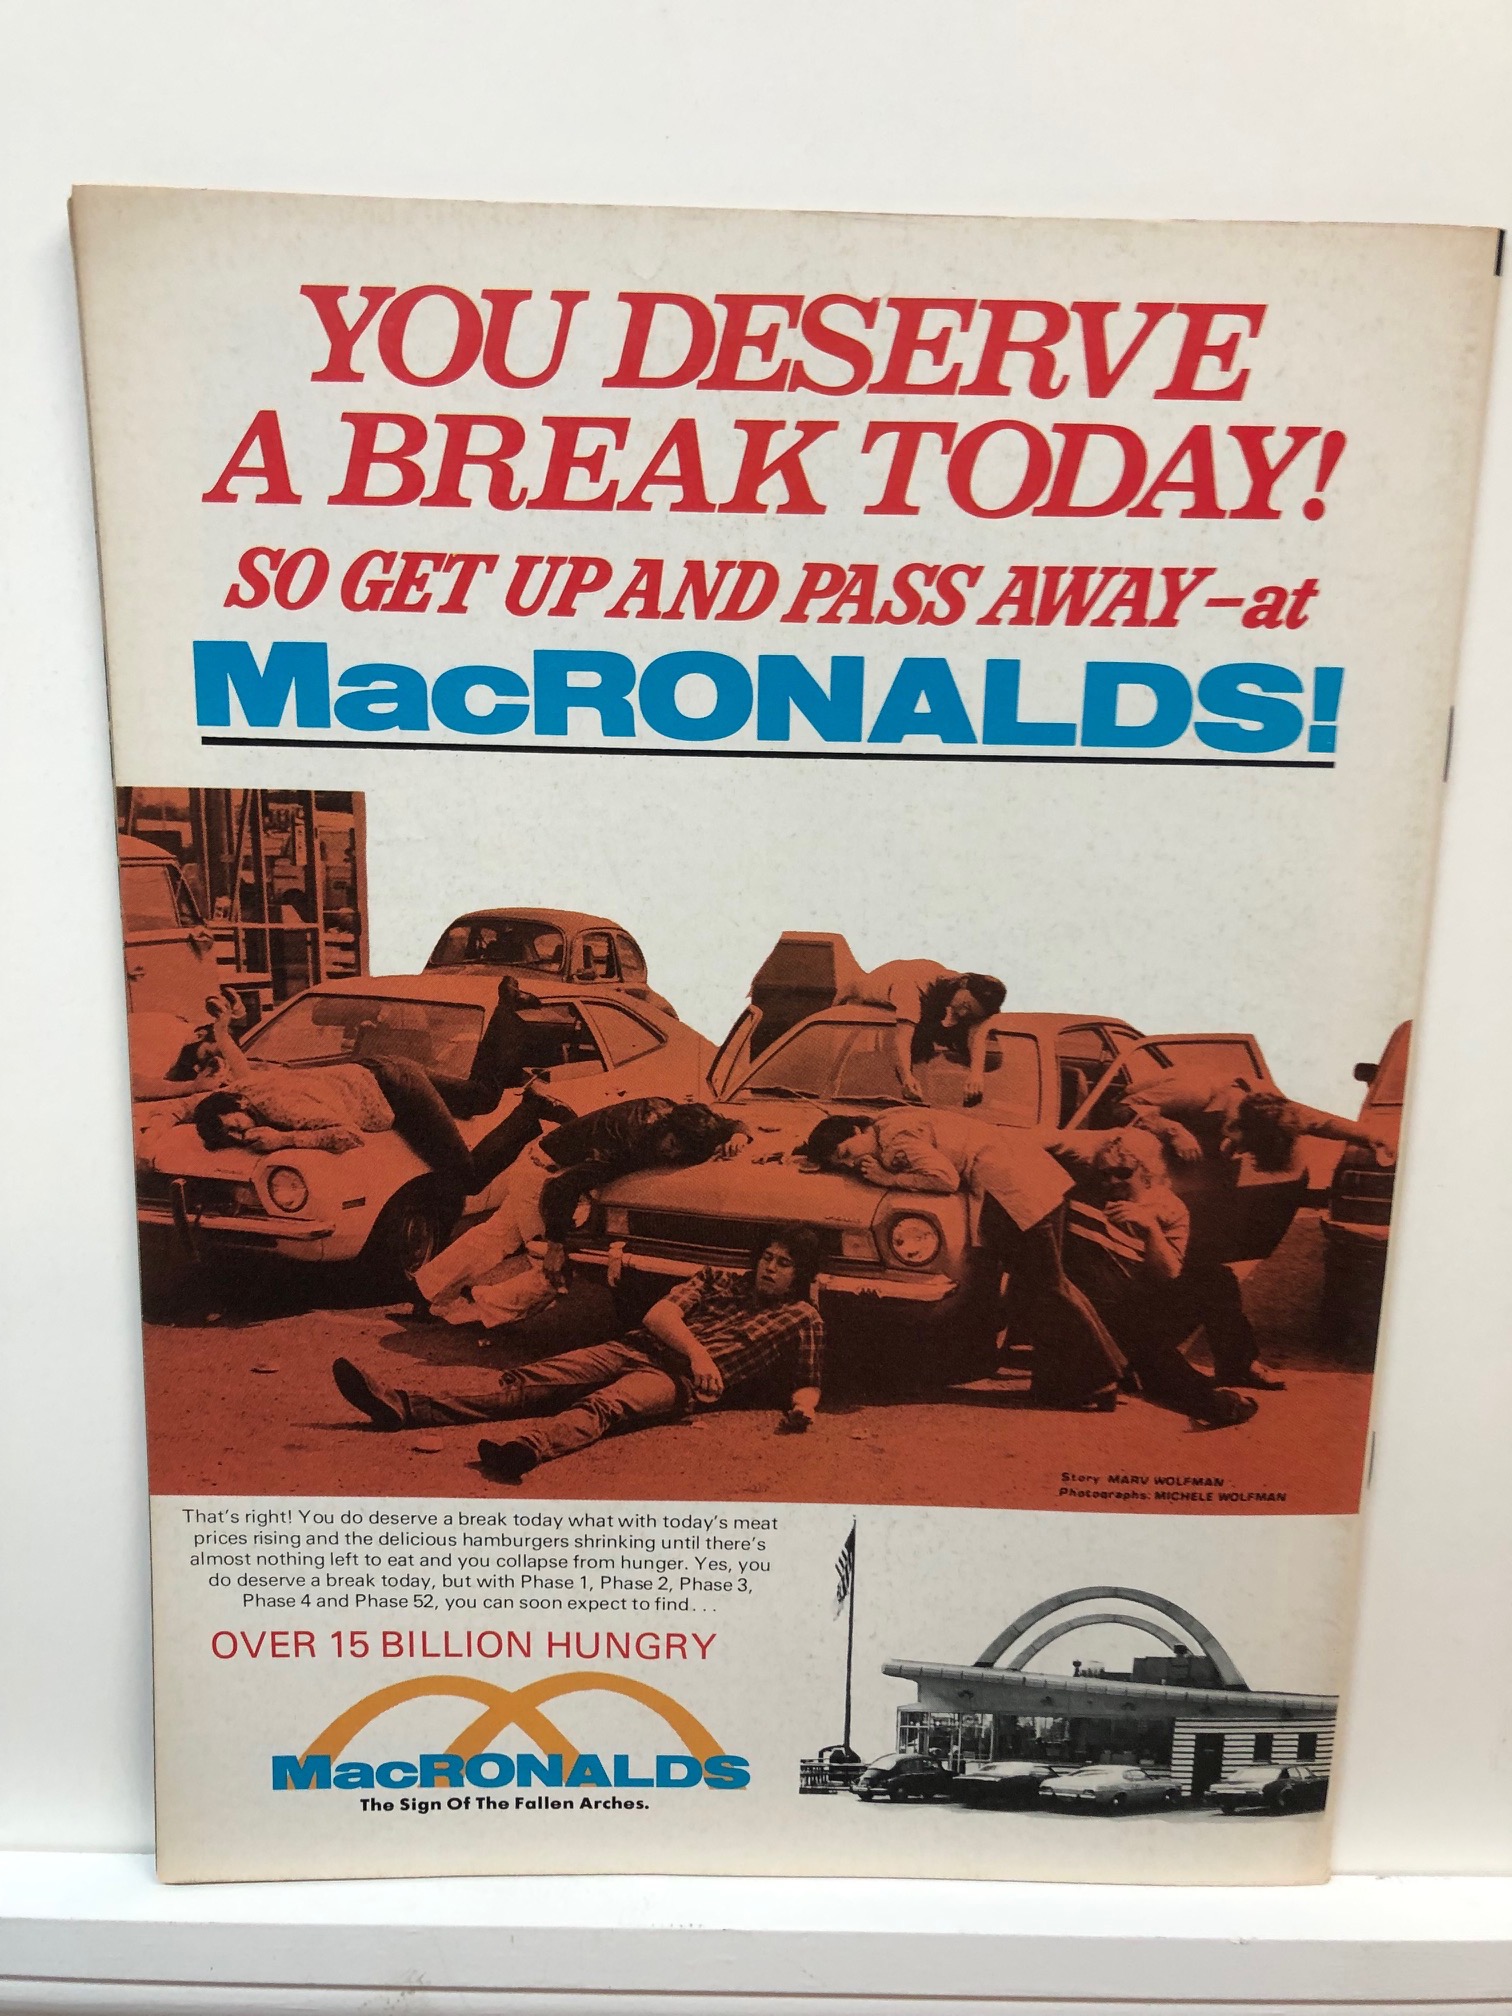 YOU DESERVE
A BREAK TODAY!
SO GET UP AND PASS AWAY–at
MacRONALDS!
Story: MARV WOLFMAN
Photographs: MICHELE WOLFMAN
That's right! You do deserve a break today what with today's meat
prices rising and the delicious hamburgers shrinking until there's
almost nothing left to eat and you collapse from hunger. Yes, you
do deserve a break today, but with Phase 1, Phase 2, Phase 3,
Phase 4 and Phase 52, you can soon expect to find...
OVER 15 BILLION HUNGRY
MacRONALDS
The Sign Of The Fallen Arches.